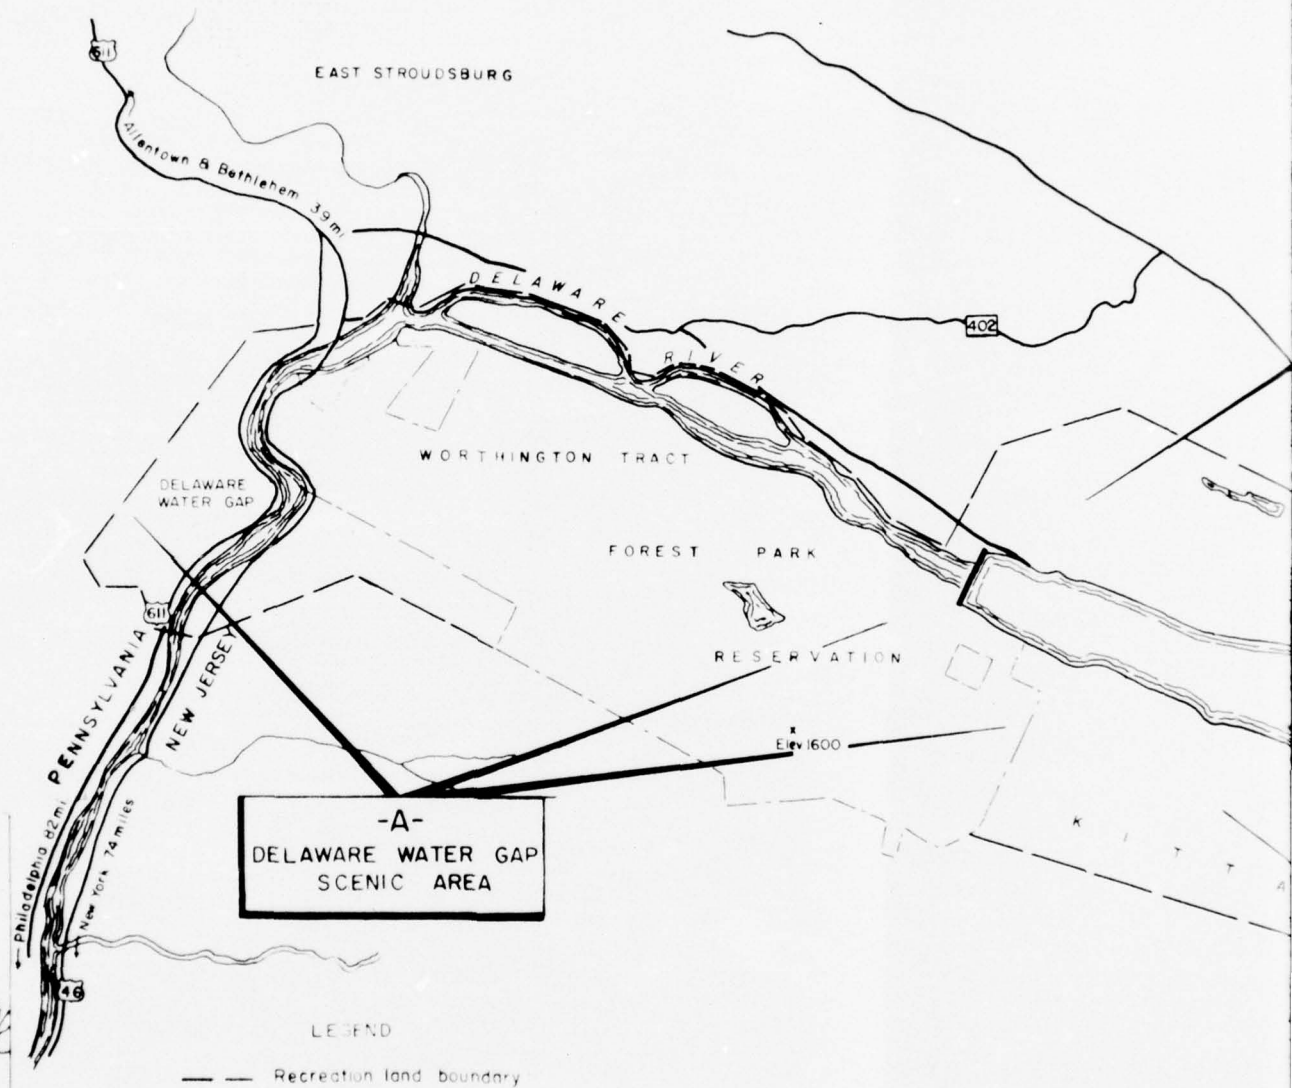 611
EAST STROUDSBURG
Allentown & Bethlehem 39 mi
DELAWARE
RIVER
402
WORTHINGTON TRACT
DELAWARE
WATER GAP
FOREST PARK
611
RESERVATION
PENNSYLVANIA
NEW JERSEY
x
Elev 1600
-A-
DELAWARE WATER GAP
SCENIC AREA
K I T T A
Philadelphia 82 mi
New York 74 miles
46
LEGEND
Recreation land boundary